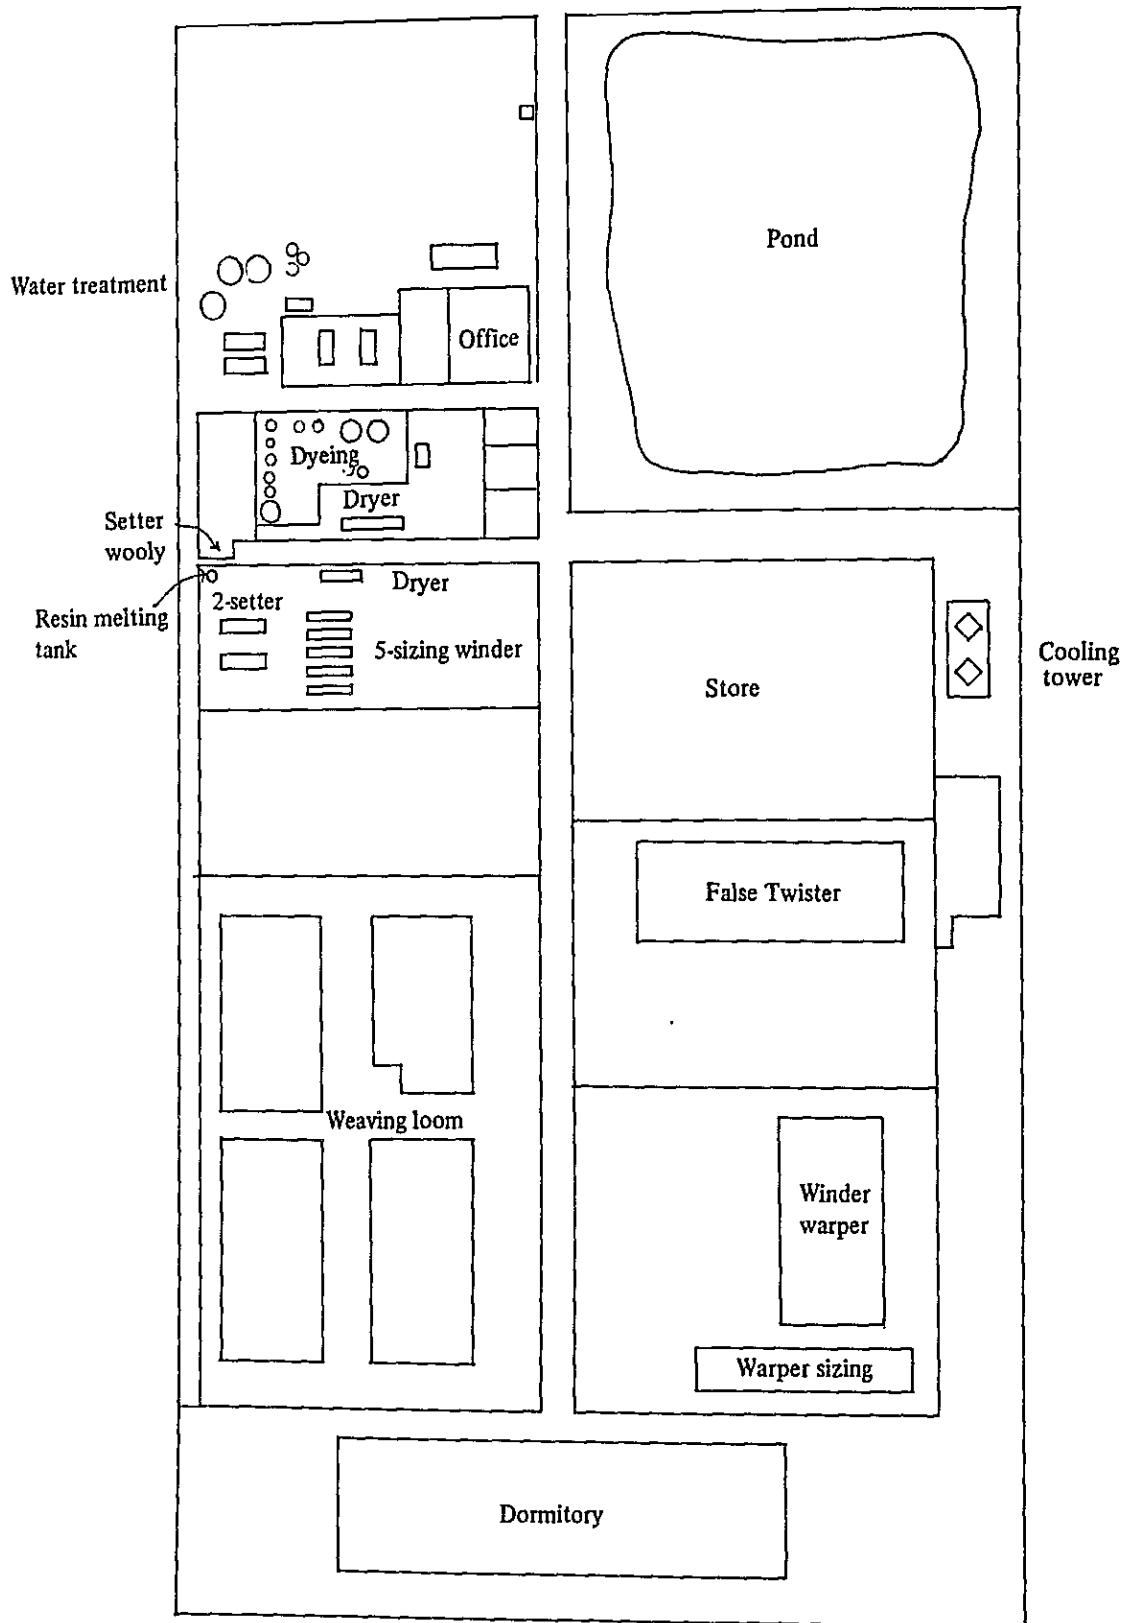 Pond
Water treatment
Office
Dyeing
Dryer
Setter
wooly
Resin melting
tank
2-setter
Dryer
5-sizing winder
Store
Cooling
tower
False Twister
Weaving loom
Winder
warper
Warper sizing
Dormitory